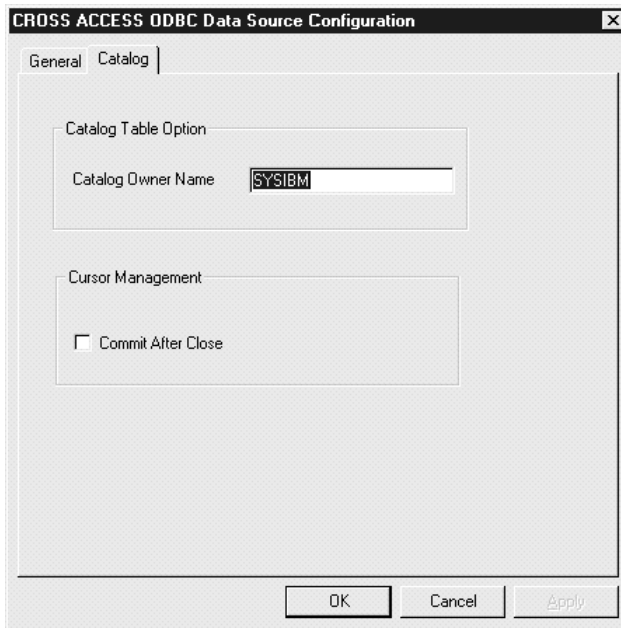 CROSS ACCESS ODBC Data Source Configuration
General Catalog
Catalog Table Option
Catalog Owner Name SYSIBM
Cursor Management
Commit After Close
OK Cancel Apply